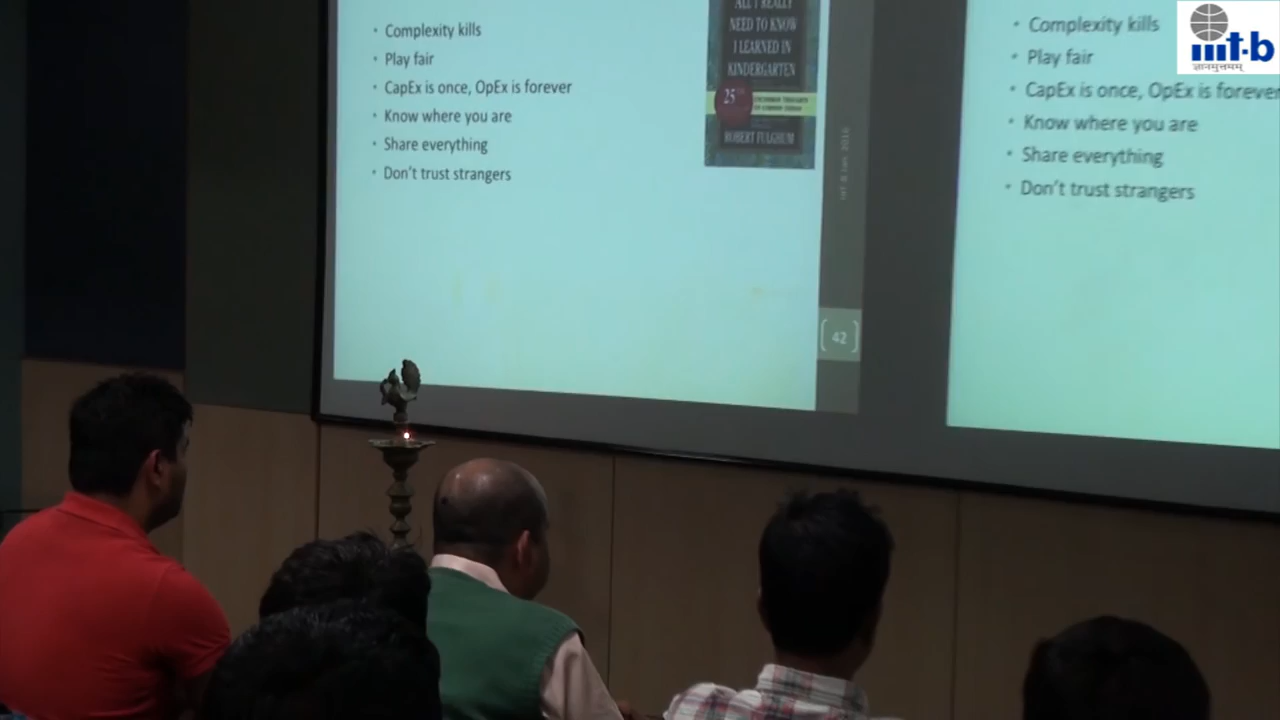 Complexity kills
Play fair
CapEx is once, OpEx is forever
Know where you are
Share everything
Don't trust strangers
ALL I REALLY
NEED TO KNOW
I LEARNED IN
KINDERGARTEN
25
ROBERT FULGHUM
42
Complexity kills
Play fair
CapEx is once, OpEx is forever
Know where you are
Share everything
Don't trust strangers
iiit-b
ज्ञानमुत्तमम्